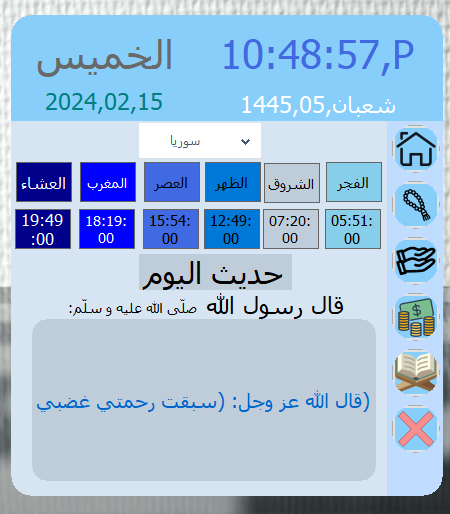 الخميس 10:48:57,P
2024,02,15 شعبان,1445,05
سوريا
الفجر الشروق الظهر العصر المغرب العشاء
05:51:00 07:20:00 12:49:00 15:54:00 18:19:00 19:49:00
حديث اليوم
قال رسول الله صلّى الله عليه و سلّم:
(قال الله عز وجل: (سبقت رحمتي غضبي